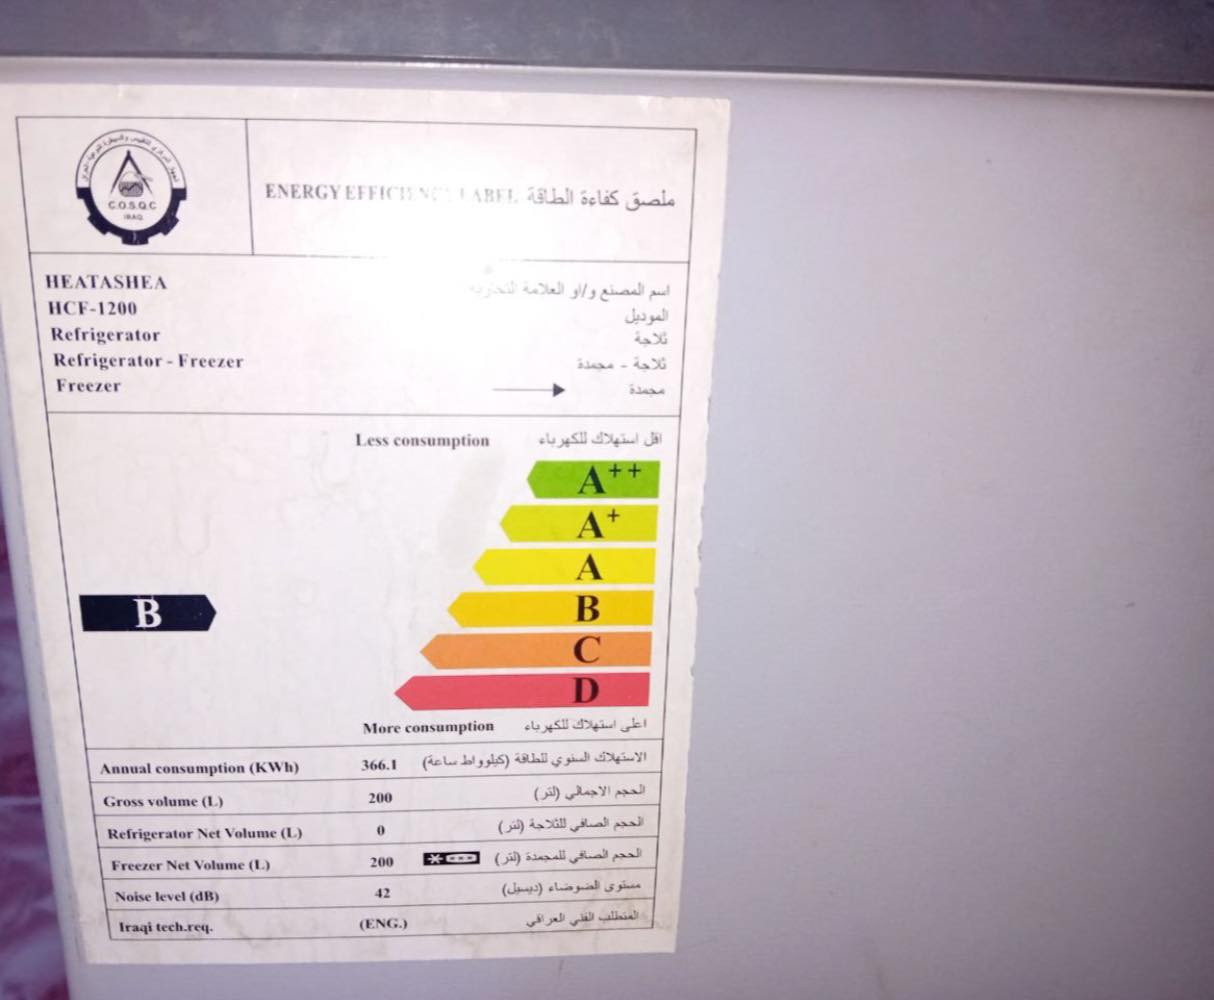 C.O.S.Q.C
IRAQ
ENERGY EFFICIENCY LABEL ملصق كفاءة الطاقة
HEATASHEA اسم المصنع و/او العلامة التجارية
HCF-1200 الموديل
Refrigerator ثلاجة
Refrigerator - Freezer ثلاجة - مجمدة
Freezer مجمدة
Less consumption اقل استهلاك للكهرباء
A++
A+
A
B B
C
D
More consumption اعلى استهلاك للكهرباء
Annual consumption (KWh) 366.1 الاستهلاك السنوي للطاقة (كيلوواط ساعة)
Gross volume (L) 200 الحجم الاجمالي (لتر)
Refrigerator Net Volume (L) 0 الحجم الصافي للثلاجة (لتر)
Freezer Net Volume (L) 200 الحجم الصافي للمجمدة (لتر)
Noise level (dB) 42 مستوى الضوضاء (ديسبل)
Iraqi tech.req. (ENG.) المتطلب الفني العراقي